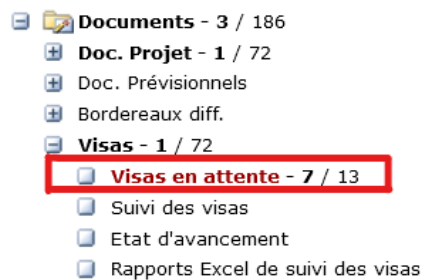 Documents - 3 / 186
Doc. Projet - 1 / 72
Doc. Prévisionnels
Bordereaux diff.
Visas - 1 / 72
Visas en attente - 7 / 13
Suivi des visas
Etat d'avancement
Rapports Excel de suivi des visas